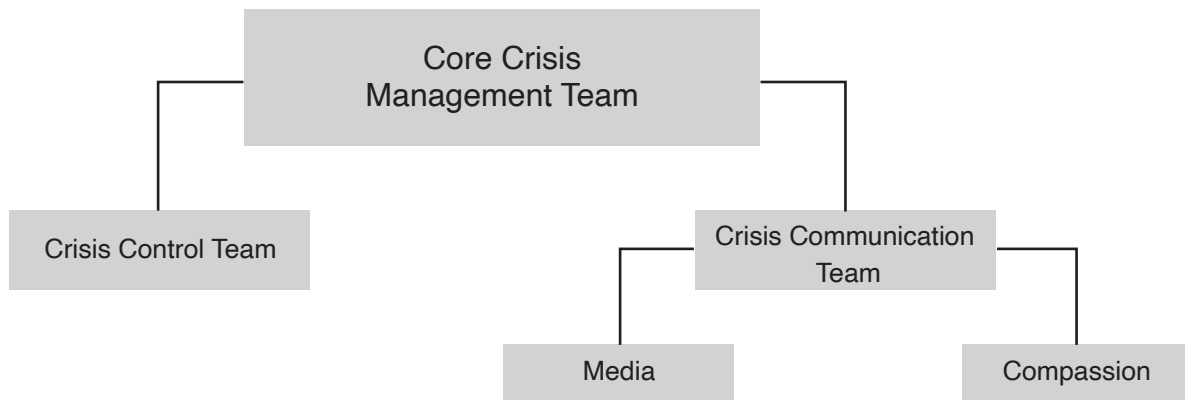 Core Crisis
Management Team
Crisis Control Team
Crisis Communication
Team
Media
Compassion